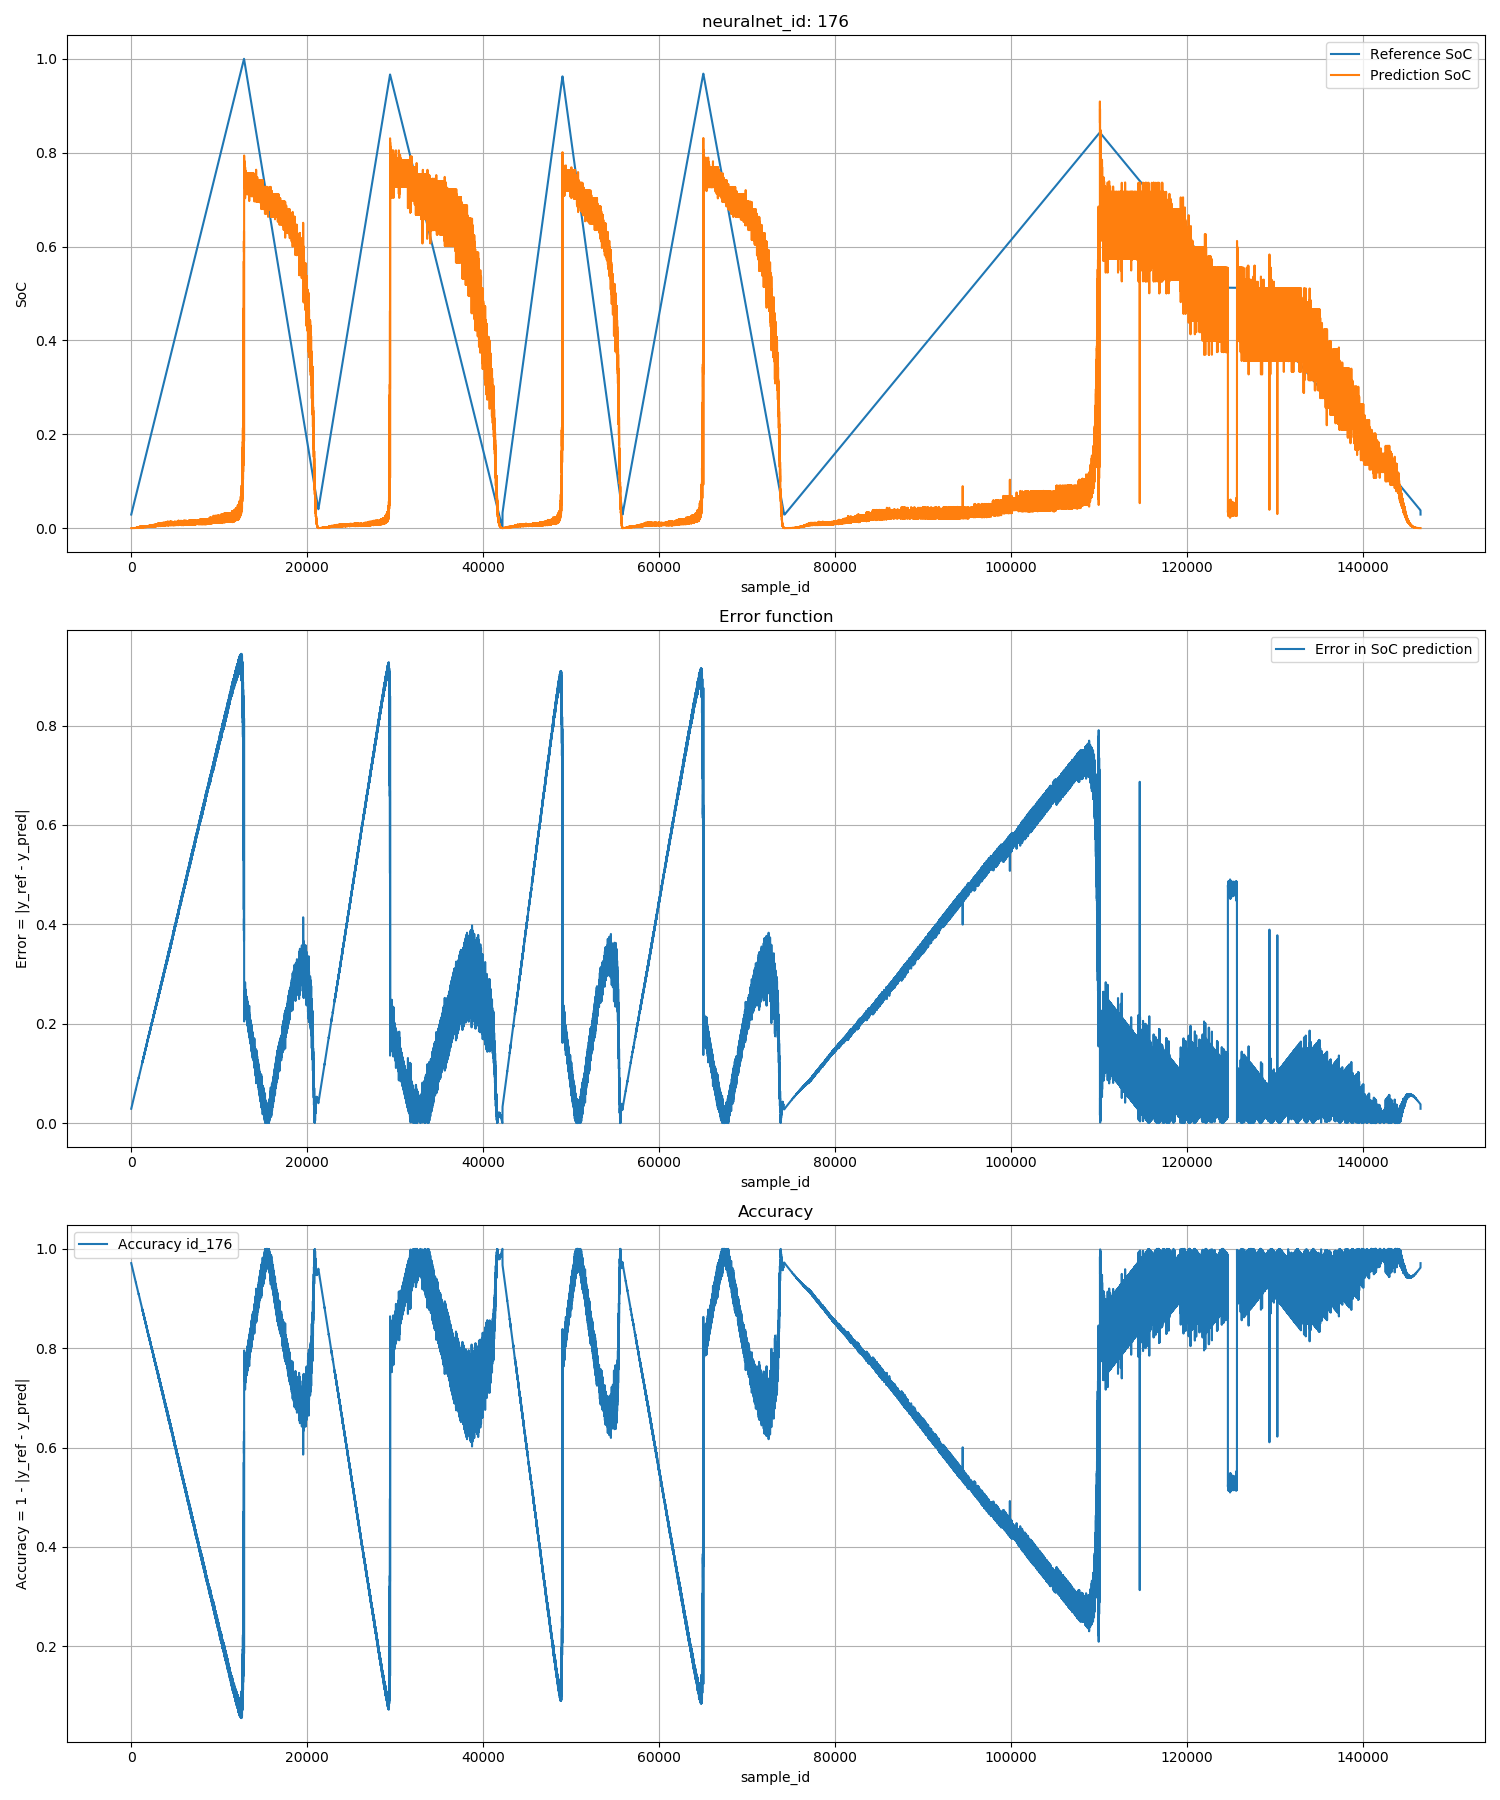 neuralnet_id: 176
Reference SoC
Prediction SoC
SoC
1.0
0.8
0.6
0.4
0.2
0.0
0 20000 40000 60000 80000 100000 120000 140000
sample_id
Error function
Error in SoC prediction
Error = |y_ref - y_pred|
0.8
0.6
0.4
0.2
0.0
0 20000 40000 60000 80000 100000 120000 140000
sample_id
Accuracy
Accuracy id_176
Accuracy = 1 - |y_ref - y_pred|
1.0
0.8
0.6
0.4
0.2
0 20000 40000 60000 80000 100000 120000 140000
sample_id